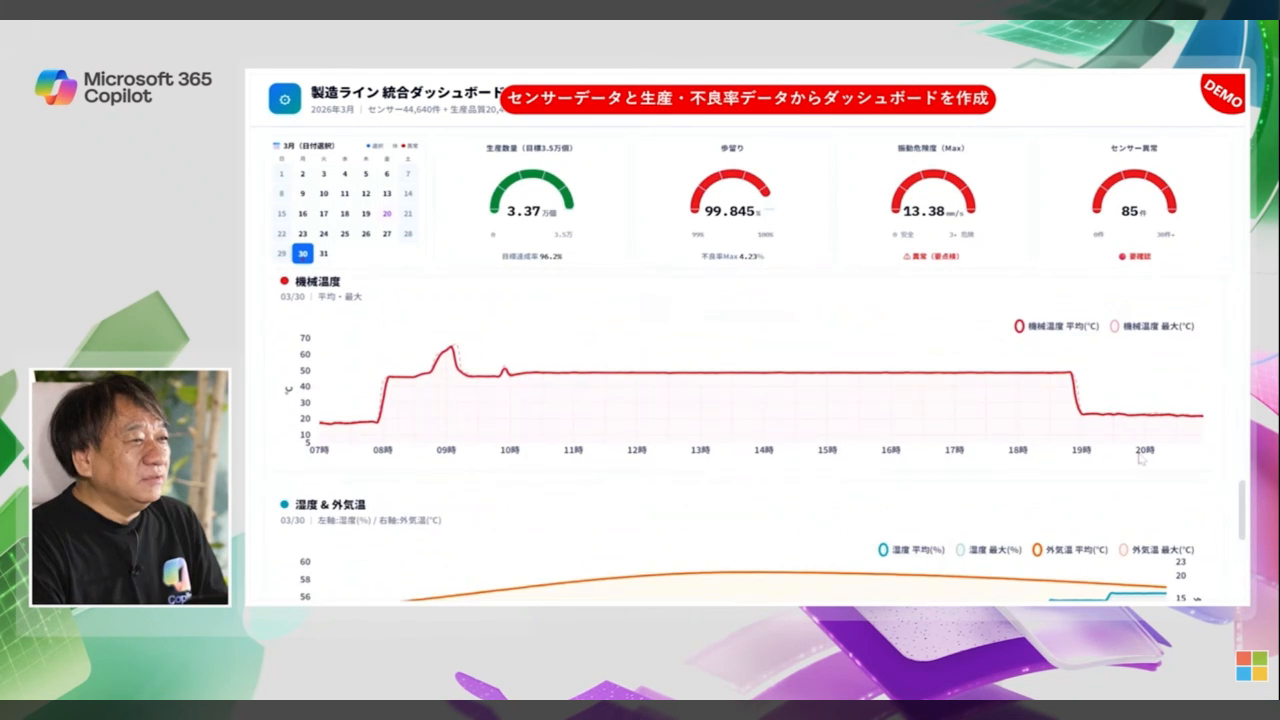 Microsoft 365
Copilot
製造ライン 統合ダッシュボード
センサーデータと生産・不良率データからダッシュボードを作成
DEMO
2026年3月 | センサー44,640件 + 生産品質20,4
3月（日付選択）
選択 休 異常
日 月 火 水 木 金 土
1 2 3 4 5 6 7
8 9 10 11 12 13 14
15 16 17 18 19 20 21
22 23 24 25 26 27 28
29 30 31
生産数量（目標3.5万個）
3.37万個
0 3.5万
目標達成率 96.2%
歩留り
99.845%
99% 100%
不良率Max 4.23%
振動危険度（Max）
13.38mm/s
0 安全 3+ 危険
⚠異常（要点検）
センサー異常
85件
0件 30件+
要確認
機械温度
03/30 | 平均・最大
機械温度 平均(℃) 機械温度 最大(℃)
℃
70
60
50
40
30
20
10
5
07時 08時 09時 10時 11時 12時 13時 14時 15時 16時 17時 18時 19時 20時
湿度 & 外気温
03/30 | 左軸:湿度(%) / 右軸:外気温(℃)
湿度 平均(%) 湿度 最大(%) 外気温 平均(℃) 外気温 最大(℃)
60
58
56
23
20
15
Copi